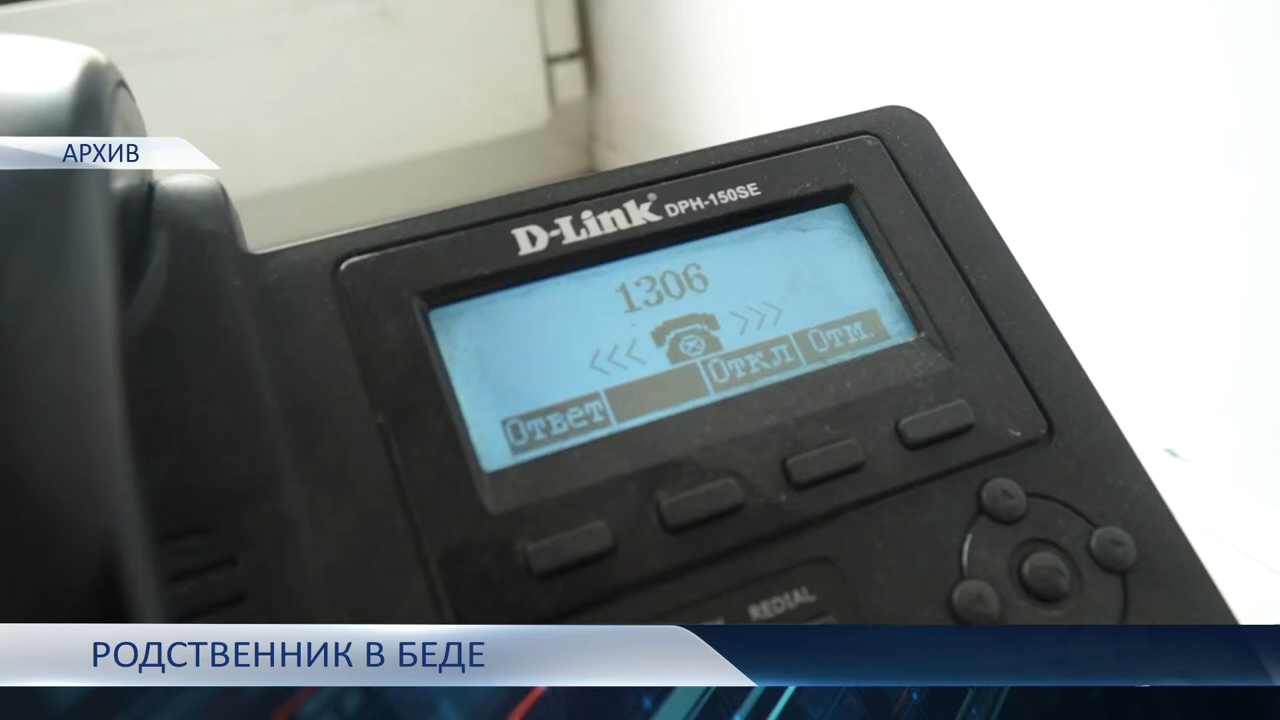 АРХИВ
D-Link® DPH-150SE
1306
<<< >>>
Ответ Откл Отм.
REDIAL
РОДСТВЕННИК В БЕДЕ